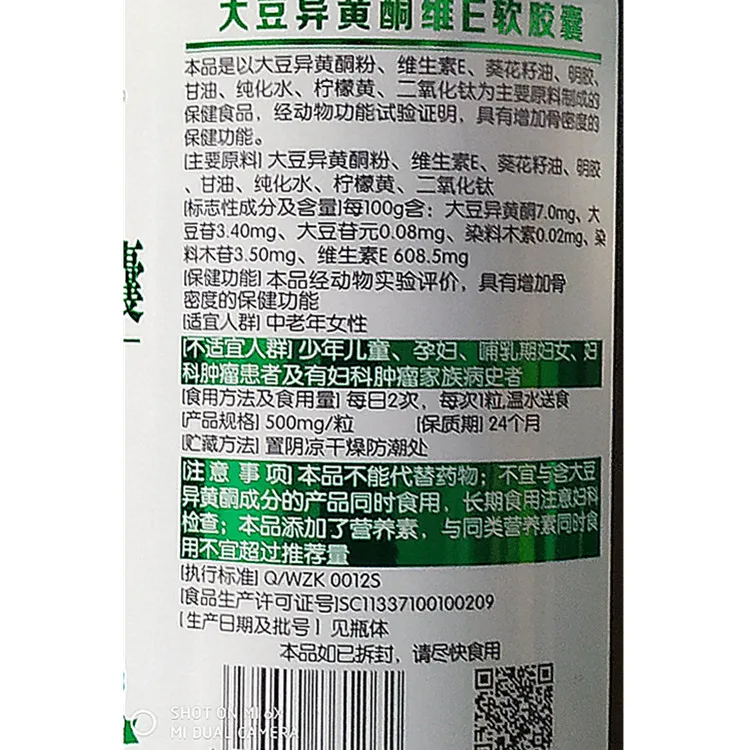 大豆异黄酮维E软胶囊
本品是以大豆异黄酮粉、维生素E、葵花籽油、明胶、
甘油、纯化水、柠檬黄、二氧化钛为主要原料制成的
保健食品，经动物功能试验证明，具有增加骨密度的
保健功能。
[主要原料] 大豆异黄酮粉、维生素E、葵花籽油、明胶
、甘油、纯化水、柠檬黄、二氧化钛
[标志性成分及含量]每100g含：大豆异黄酮7.0mg、大
豆苷3.40mg、大豆苷元0.08mg、染料木素0.02mg、染
料木苷3.50mg、维生素E 608.5mg
[保健功能] 本品经动物实验评价，具有增加骨
密度的保健功能
[适宜人群] 中老年女性
[不适宜人群] 少年儿童、孕妇、哺乳期妇女、妇
科肿瘤患者及有妇科肿瘤家族病史者
[食用方法及食用量] 每日2次，每次1粒,温水送食
[产品规格] 500mg/粒 [保质期] 24个月
[贮藏方法] 置阴凉干燥防潮处
[注意事项] 本品不能代替药物；不宜与含大豆
异黄酮成分的产品同时食用，长期食用注意妇科
检查；本品添加了营养素，与同类营养素同时食
用不宜超过推荐量
[执行标准] Q/WZK 0012S
[食品生产许可证号]SC11337100100209
[生产日期及批号] 见瓶体
本品如已拆封，请尽快食用
囊
SHOT ON MI 6X
MI DUAL CAMERA